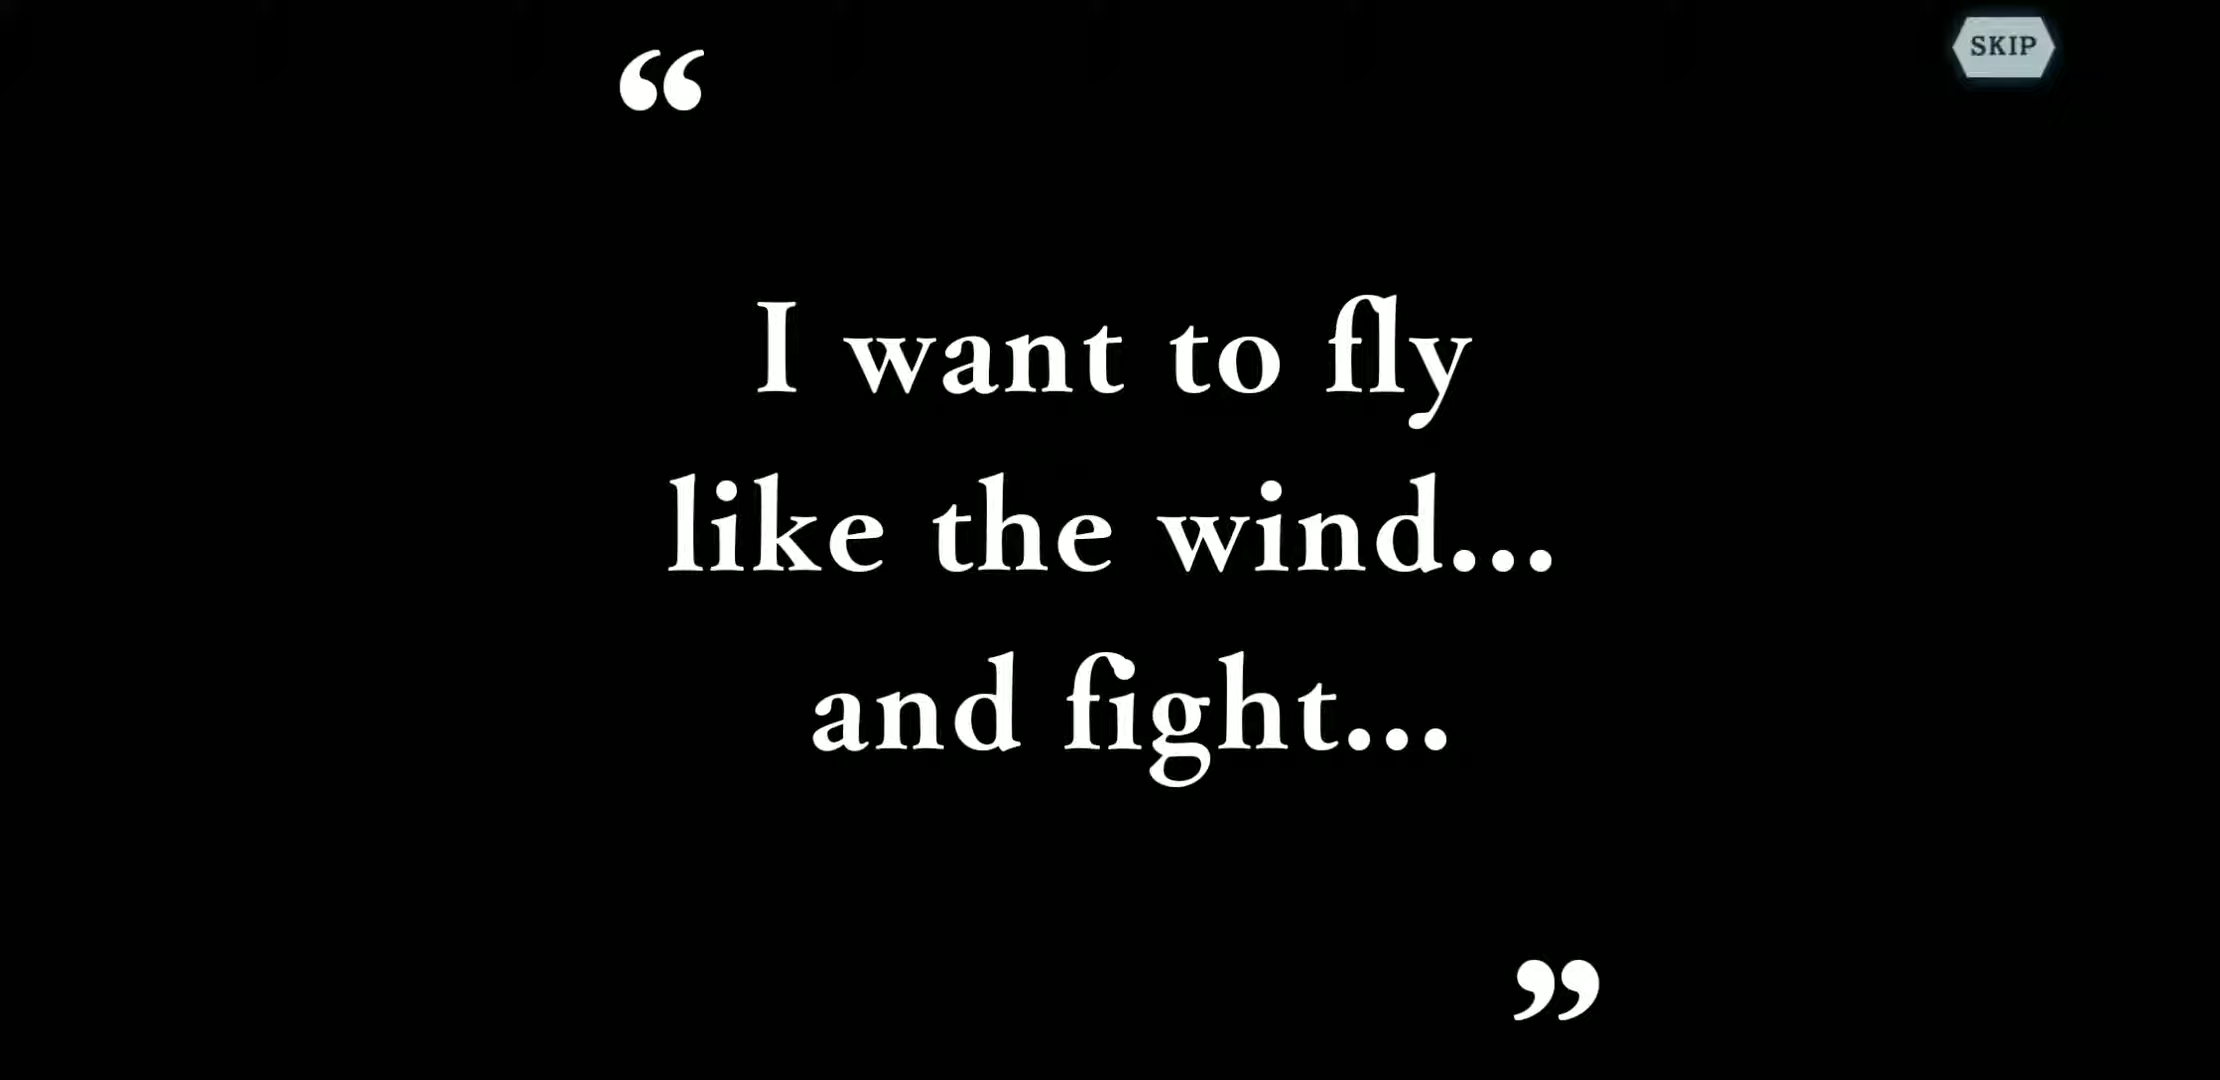 SKIP
“
I want to fly
like the wind...
and fight...
”